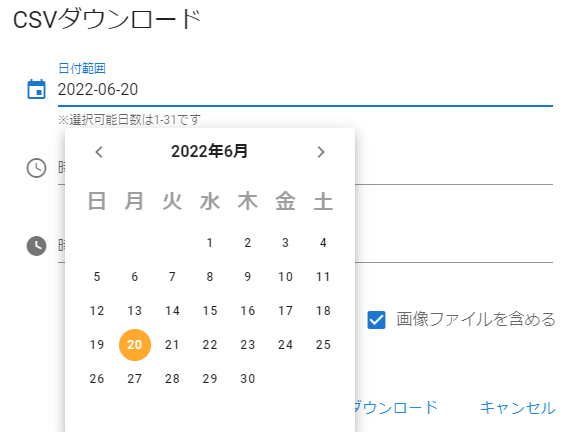 CSVダウンロード
日付範囲
2022-06-20
※選択可能日数は1-31です
2022年6月
日 月 火 水 木 金 土
1 2 3 4
5 6 7 8 9 10 11
12 13 14 15 16 17 18
19 20 21 22 23 24 25
26 27 28 29 30
画像ファイルを含める
ダウンロード キャンセル